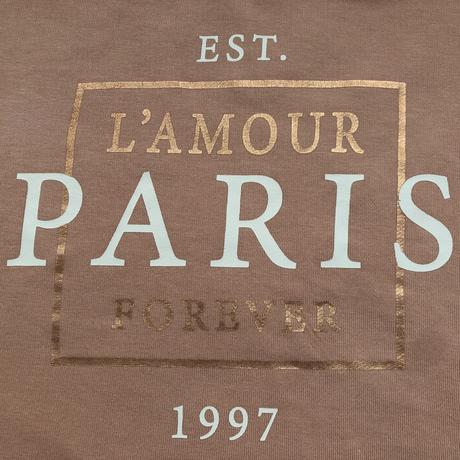 EST.
L'AMOUR
PARIS
FOREVER
1997